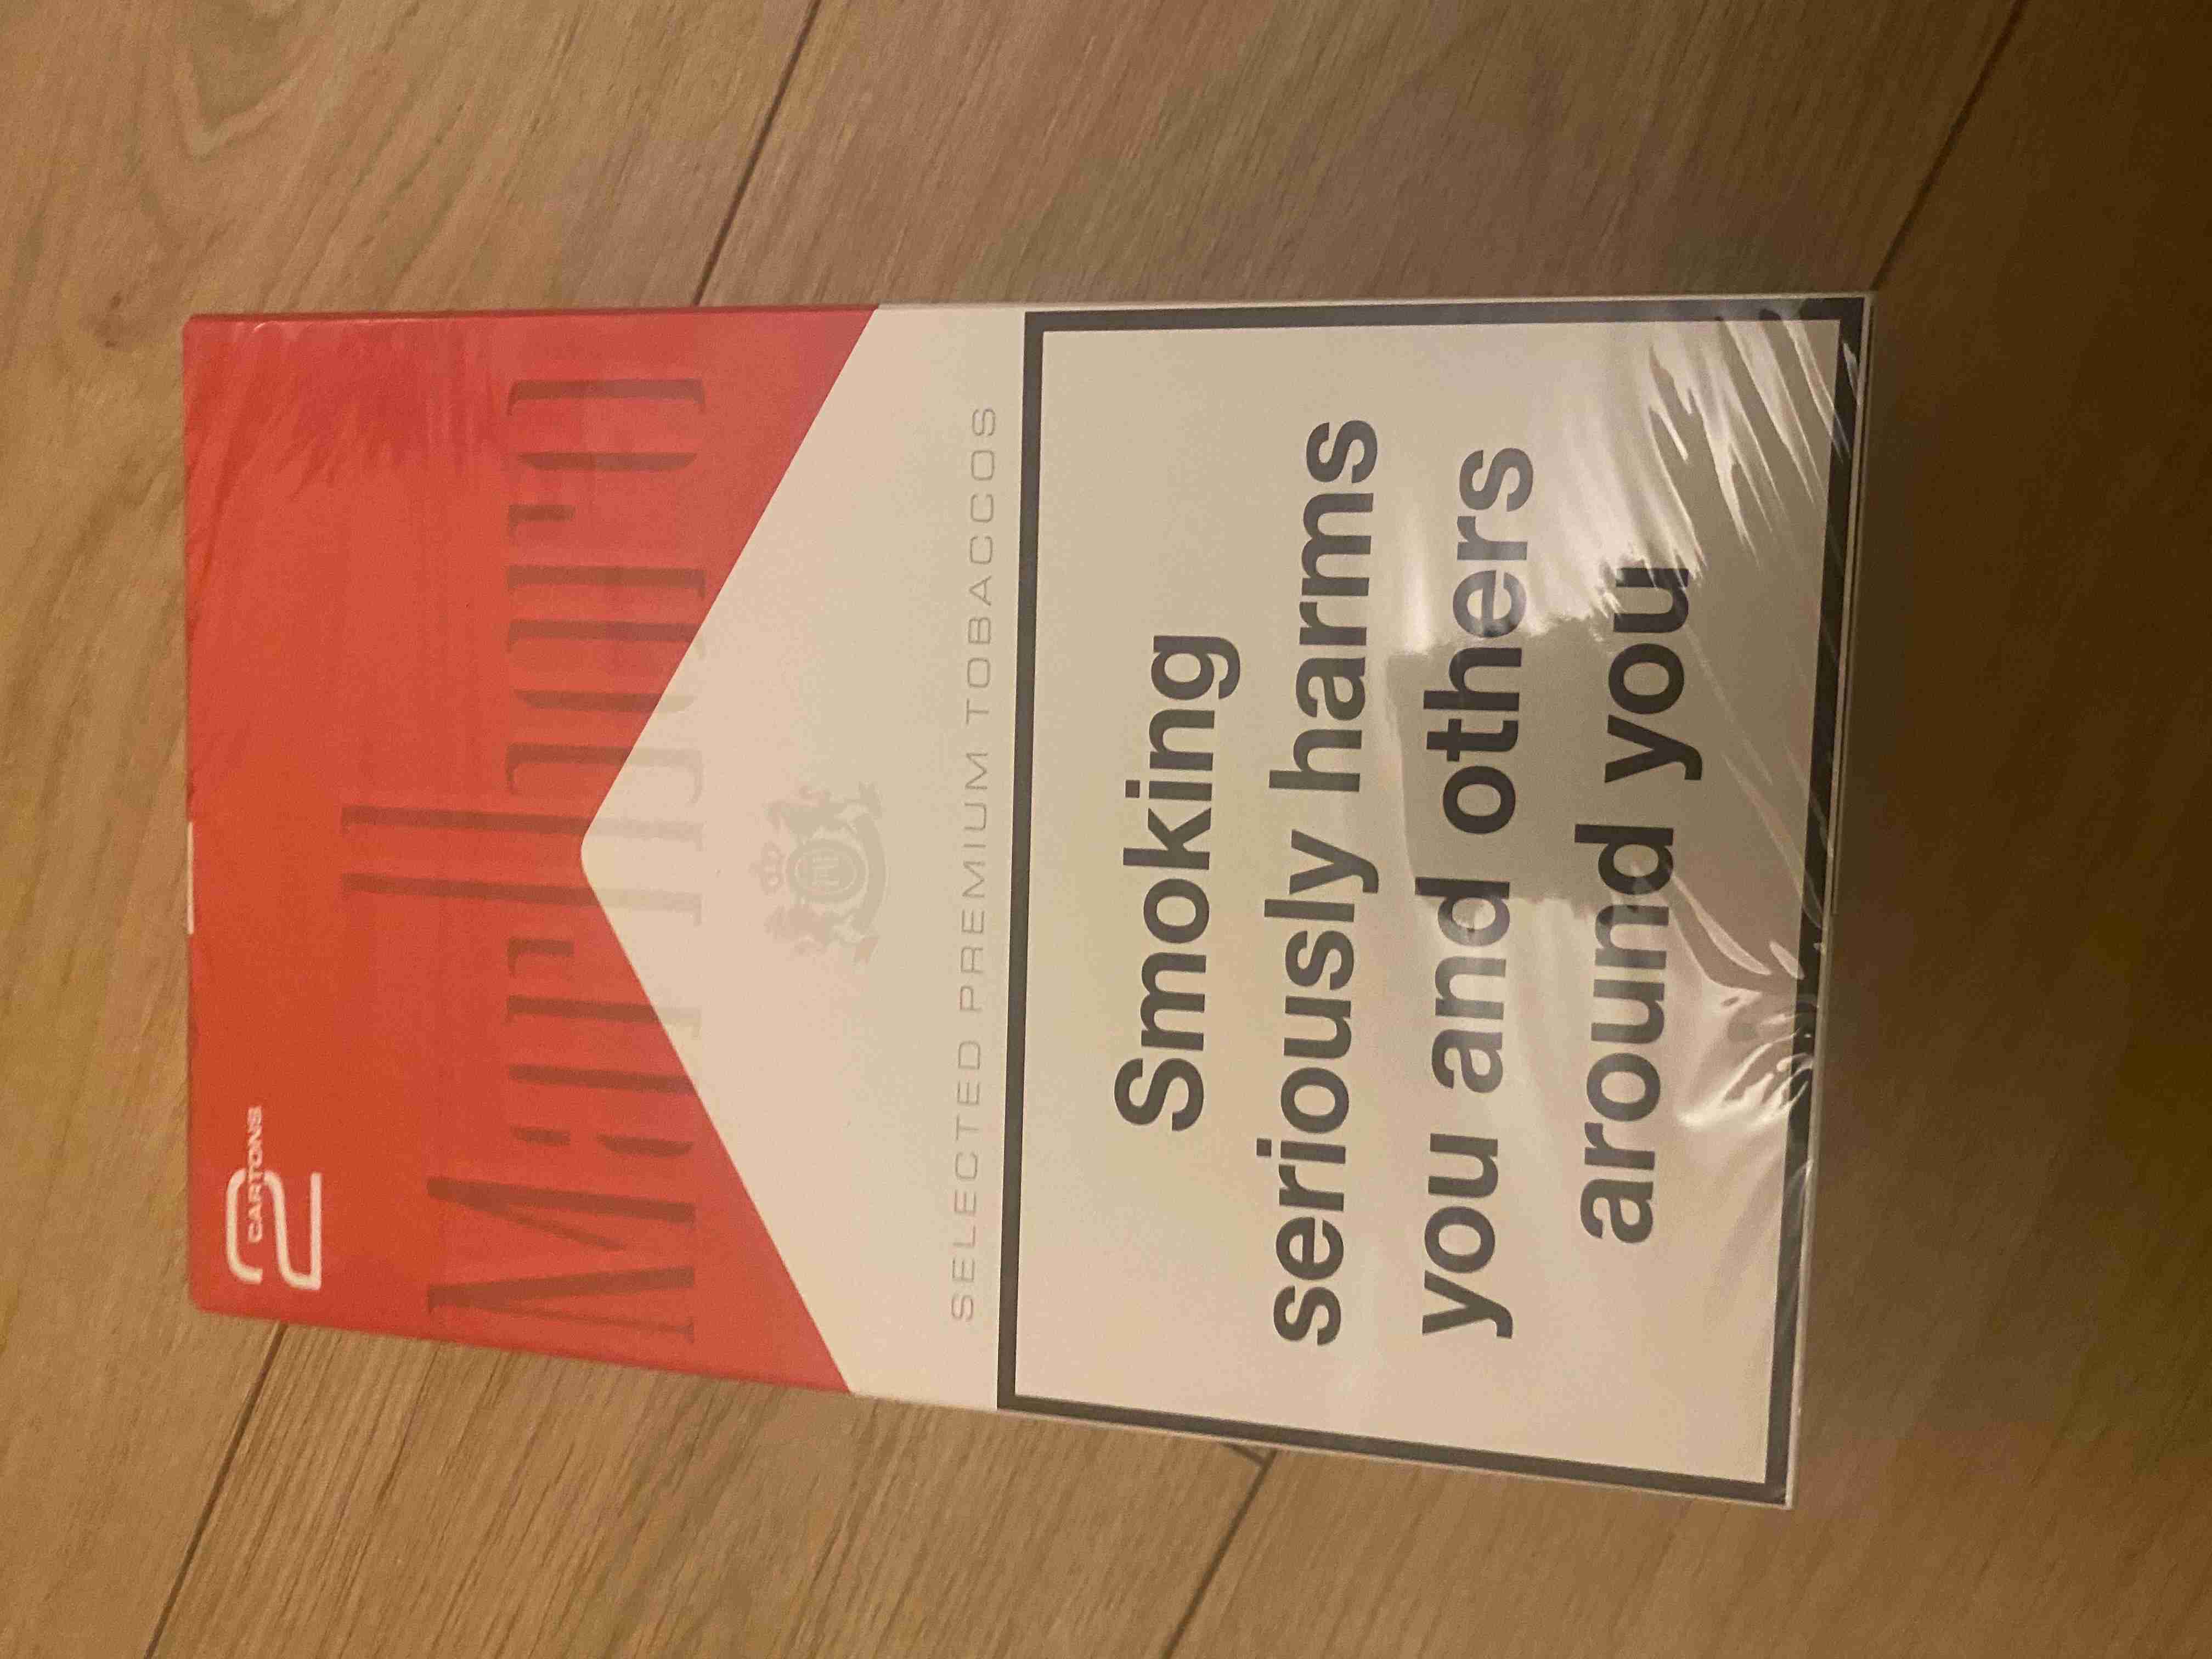 2
CARTONS
Marlboro
SELECTED PREMIUM TOBACCOS
Smoking
seriously harms
you and others
around you